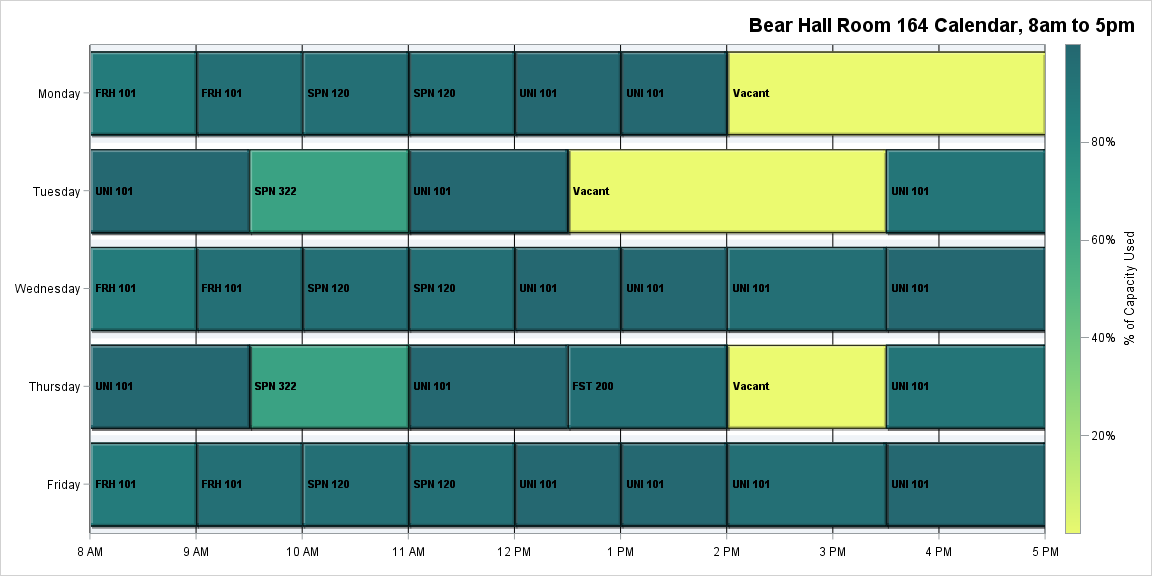 Bear Hall Room 164 Calendar, 8am to 5pm
Monday
FRH 101
FRH 101
SPN 120
SPN 120
UNI 101
UNI 101
Vacant
Tuesday
UNI 101
SPN 322
UNI 101
Vacant
UNI 101
Wednesday
FRH 101
FRH 101
SPN 120
SPN 120
UNI 101
UNI 101
UNI 101
UNI 101
Thursday
UNI 101
SPN 322
UNI 101
FST 200
Vacant
UNI 101
Friday
FRH 101
FRH 101
SPN 120
SPN 120
UNI 101
UNI 101
UNI 101
UNI 101
8 AM
9 AM
10 AM
11 AM
12 PM
1 PM
2 PM
3 PM
4 PM
5 PM
80%
60%
40%
20%
% of Capacity Used